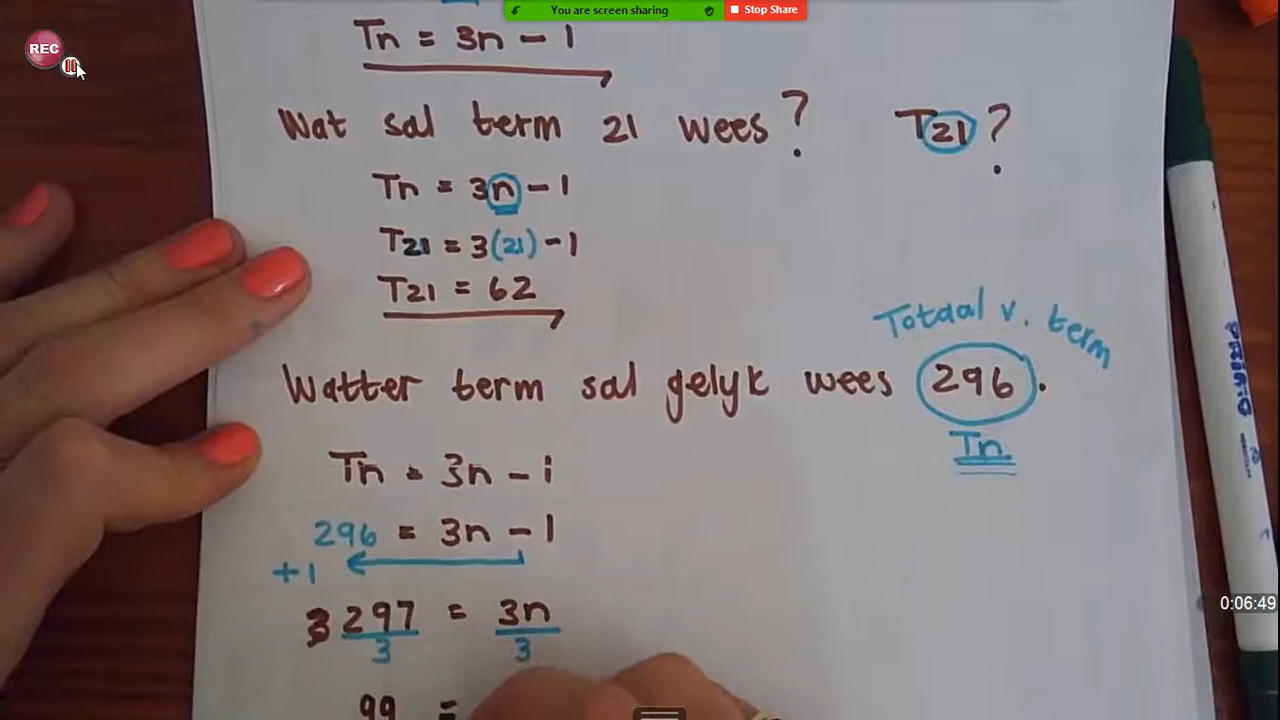 You are screen sharing Stop Share
REC
Tn = 3n - 1
Wat sal term 21 wees? T21?
Tn = 3n - 1
T21 = 3(21) - 1
T21 = 62
Totaal v. term
Watter term sal gelyk wees 296.
Tn
Tn = 3n - 1
296 = 3n - 1
+1
297 = 3n
3 3
99 =
0:06:49